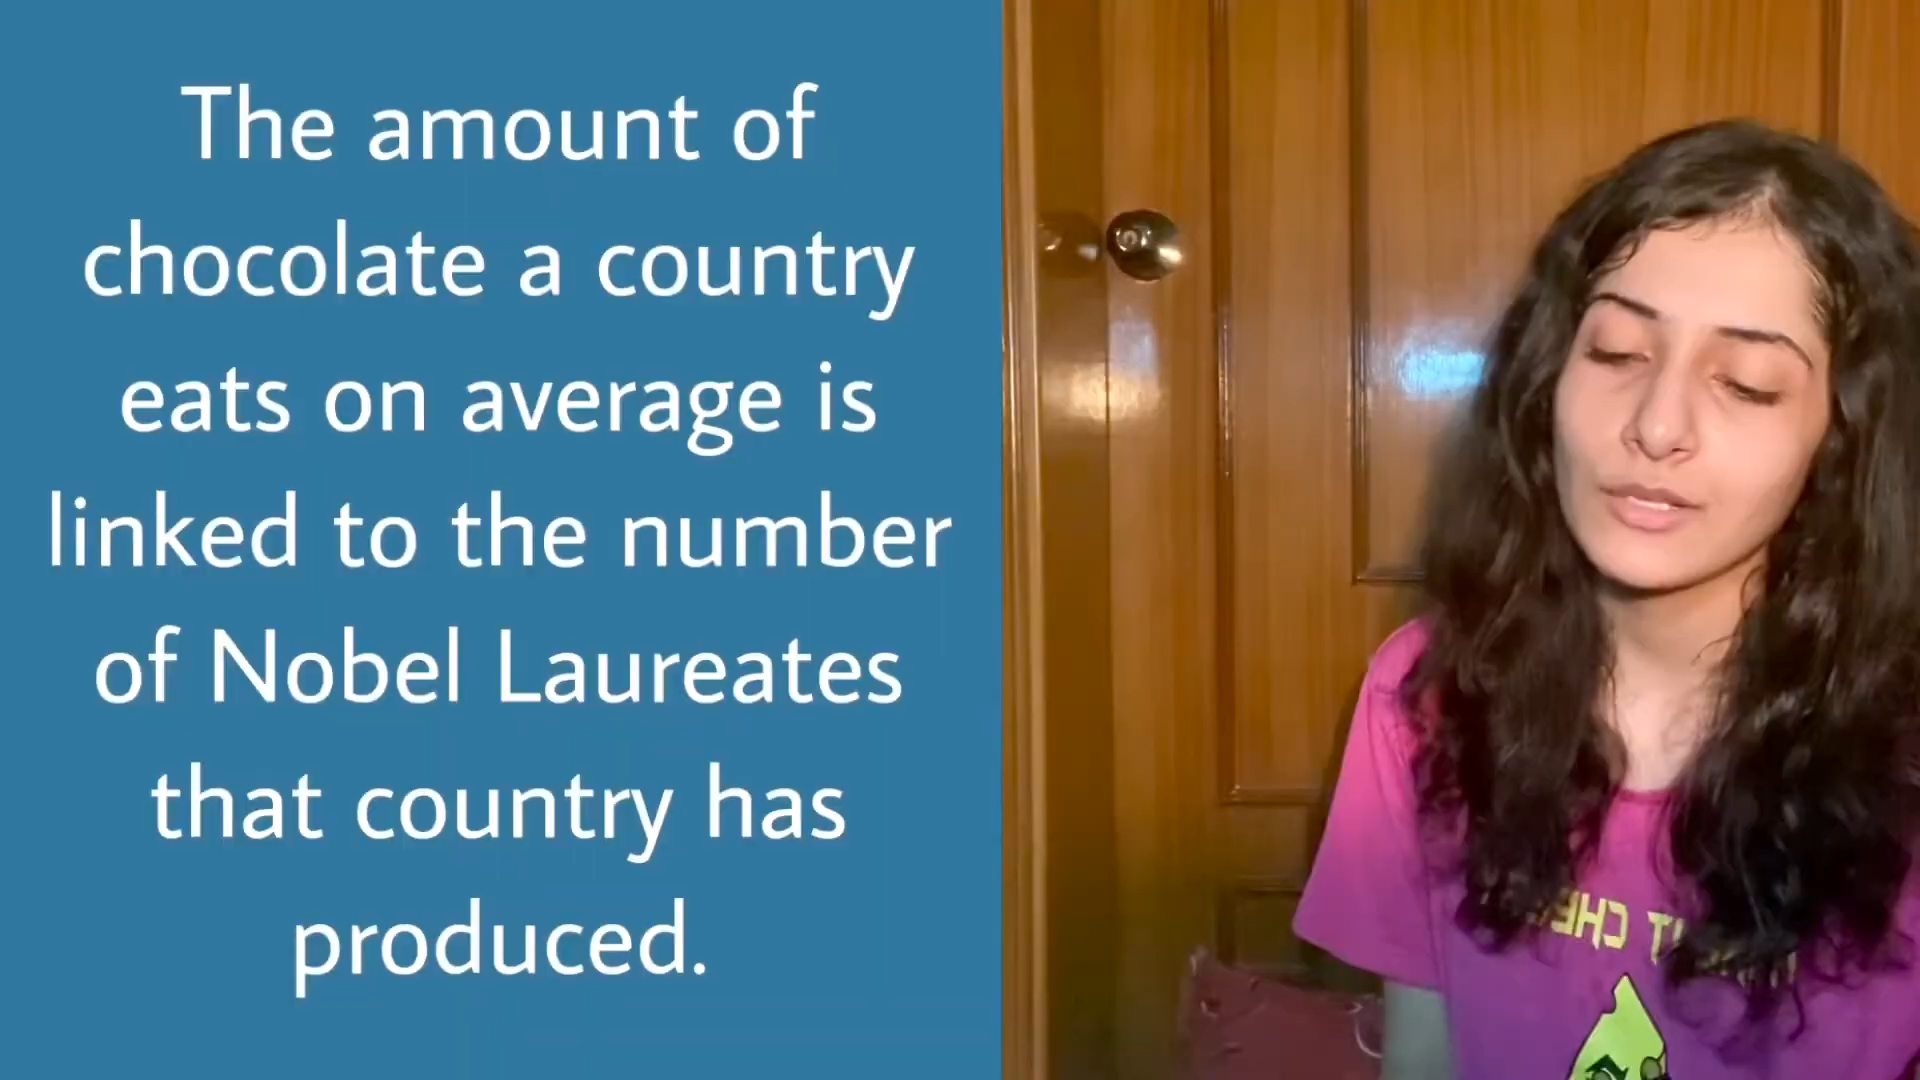 The amount of
chocolate a country
eats on average is
linked to the number
of Nobel Laureates
that country has
produced.